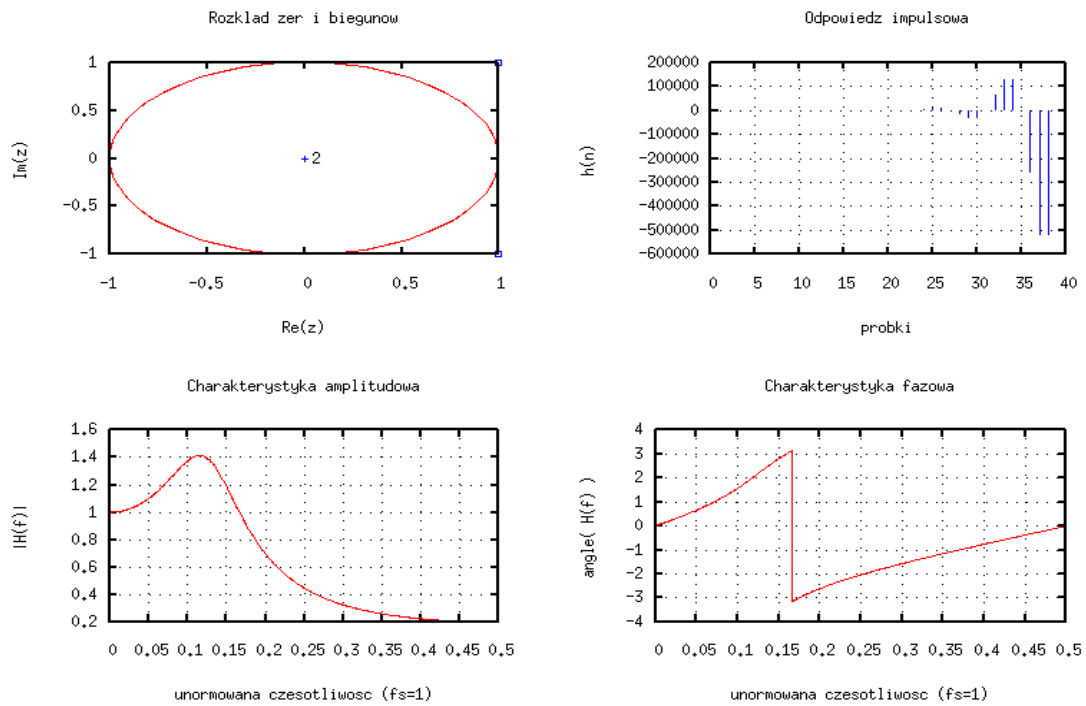 Rozklad zer i biegunow
Odpowiedz impulsowa
1
0.5
0
-0.5
-1
Im(z)
2
-1 -0.5 0 0.5 1
Re(z)
200000
100000
0
-100000
-200000
-300000
-400000
-500000
-600000
h(n)
0 5 10 15 20 25 30 35 40
probki
Charakterystyka amplitudowa
Charakterystyka fazowa
1.6
1.4
1.2
1
0.8
0.6
0.4
0.2
|H(f)|
0 0.05 0.1 0.15 0.2 0.25 0.3 0.35 0.4 0.45 0.5
unormowana czesotliwosc (fs=1)
4
3
2
1
0
-1
-2
-3
-4
angle( H(f) )
0 0.05 0.1 0.15 0.2 0.25 0.3 0.35 0.4 0.45 0.5
unormowana czesotliwosc (fs=1)